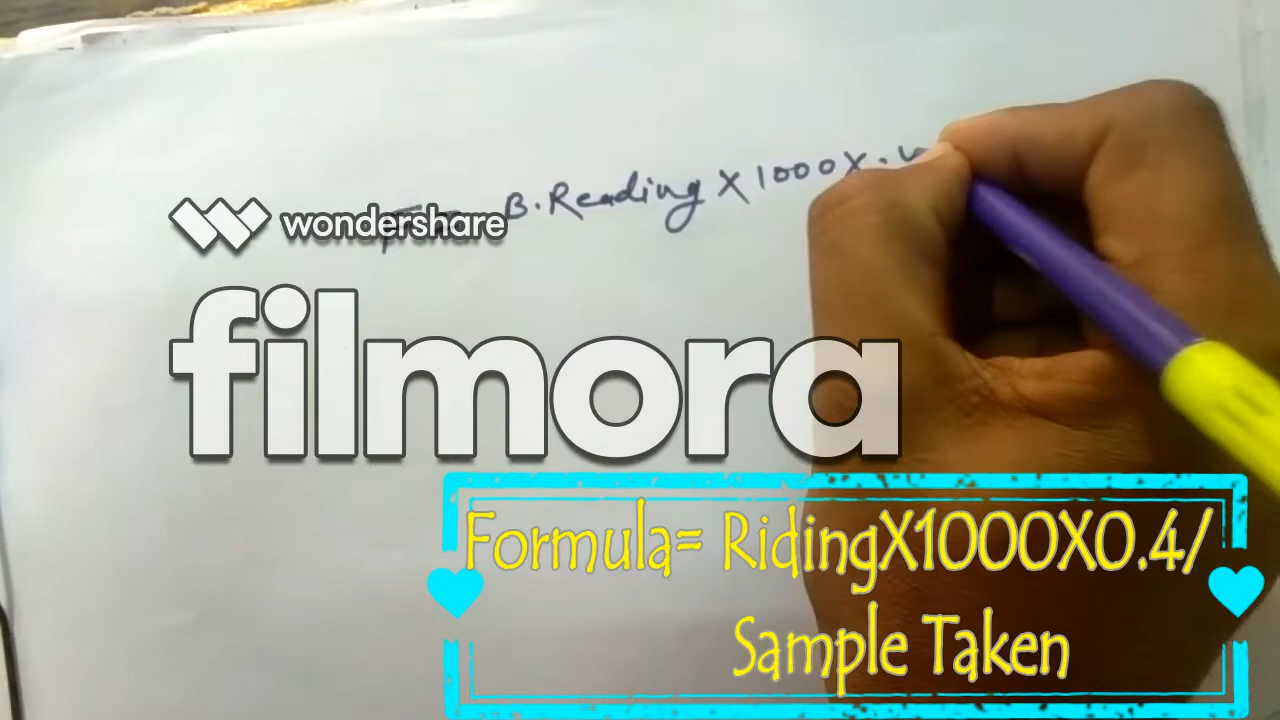 B. Reading X 1000 X .
wondershare
filmora
Formula= RidingX1000X0.4/
Sample Taken